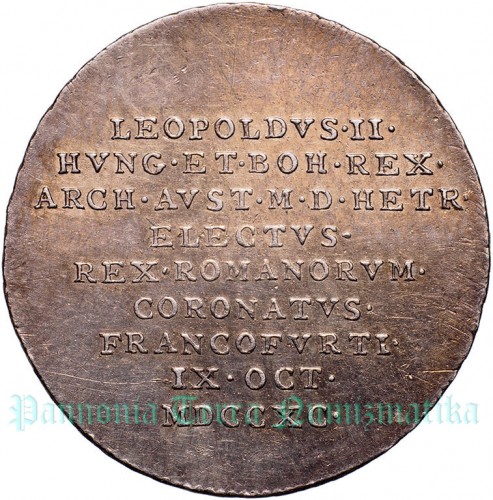 LEOPOLDVS·II·
HVNG·ET·BOH·REX·
ARCH·AVST·M·D·HETR·
ELECTVS·
REX·ROMANORVM·
CORONATVS·
FRANCOFVRTI·
IX·OCT·
Pannonia Terra Numizmatika
MDCCXC·